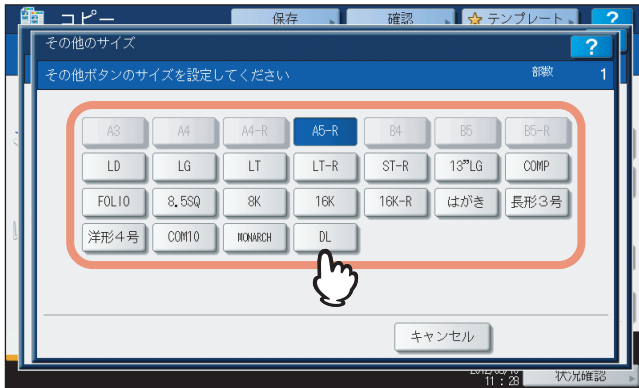 コピー 保存 確認 テンプレート ?
その他のサイズ ?
その他ボタンのサイズを設定してください 部数 1
A3 A4 A4-R A5-R B4 B5 B5-R
LD LG LT LT-R ST-R 13"LG COMP
FOLIO 8.5SQ 8K 16K 16K-R はがき 長形3号
洋形4号 COM10 MONARCH DL
キャンセル
11:28 状況確認